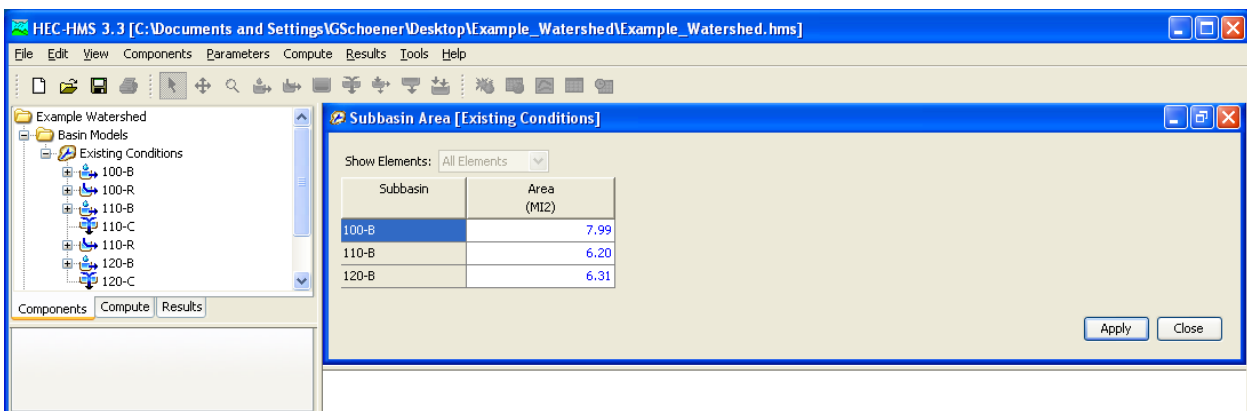 HEC-HMS 3.3 [C:\Documents and Settings\GSchoener\Desktop\Example_Watershed\Example_Watershed.hms]
File Edit View Components Parameters Compute Results Tools Help
Example Watershed
Basin Models
Existing Conditions
100-B
100-R
110-B
110-C
110-R
120-B
120-C
Components Compute Results
Subbasin Area [Existing Conditions]
Show Elements: All Elements
Subbasin Area
(MI2)
100-B 7.99
110-B 6.20
120-B 6.31
Apply Close